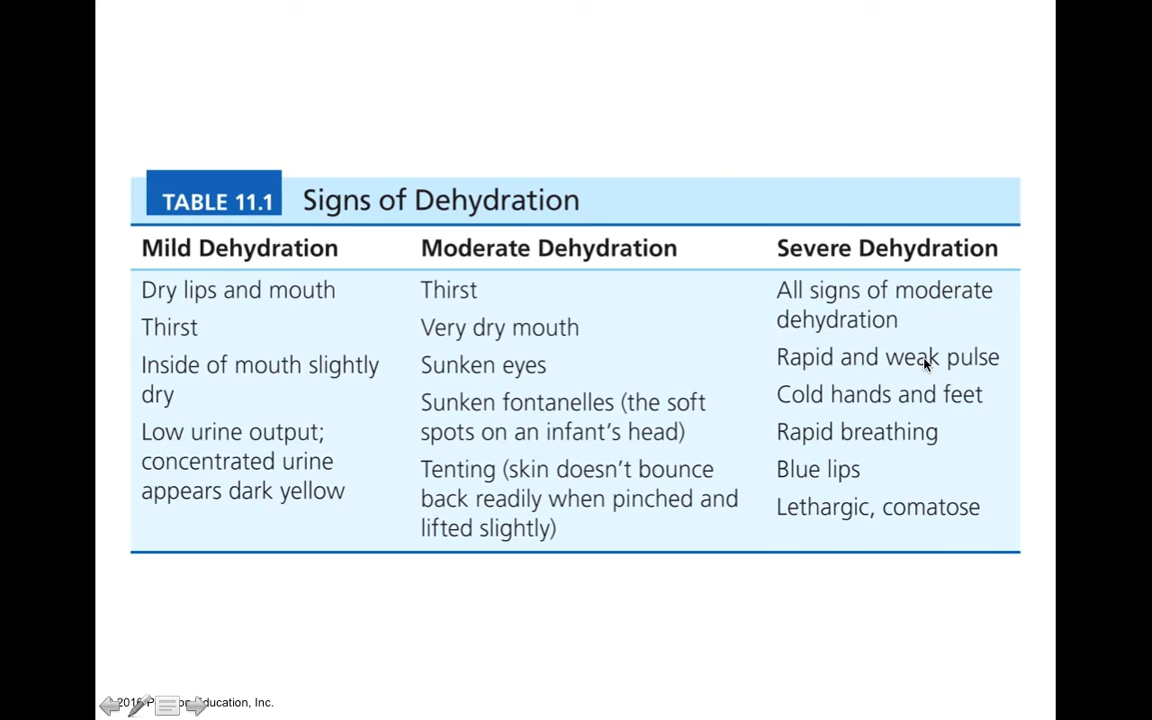 TABLE 11.1 Signs of Dehydration
Mild Dehydration
Dry lips and mouth
Thirst
Inside of mouth slightly
dry
Low urine output;
concentrated urine
appears dark yellow
Moderate Dehydration
Thirst
Very dry mouth
Sunken eyes
Sunken fontanelles (the soft
spots on an infant's head)
Tenting (skin doesn't bounce
back readily when pinched and
lifted slightly)
Severe Dehydration
All signs of moderate
dehydration
Rapid and weak pulse
Cold hands and feet
Rapid breathing
Blue lips
Lethargic, comatose
Inc.